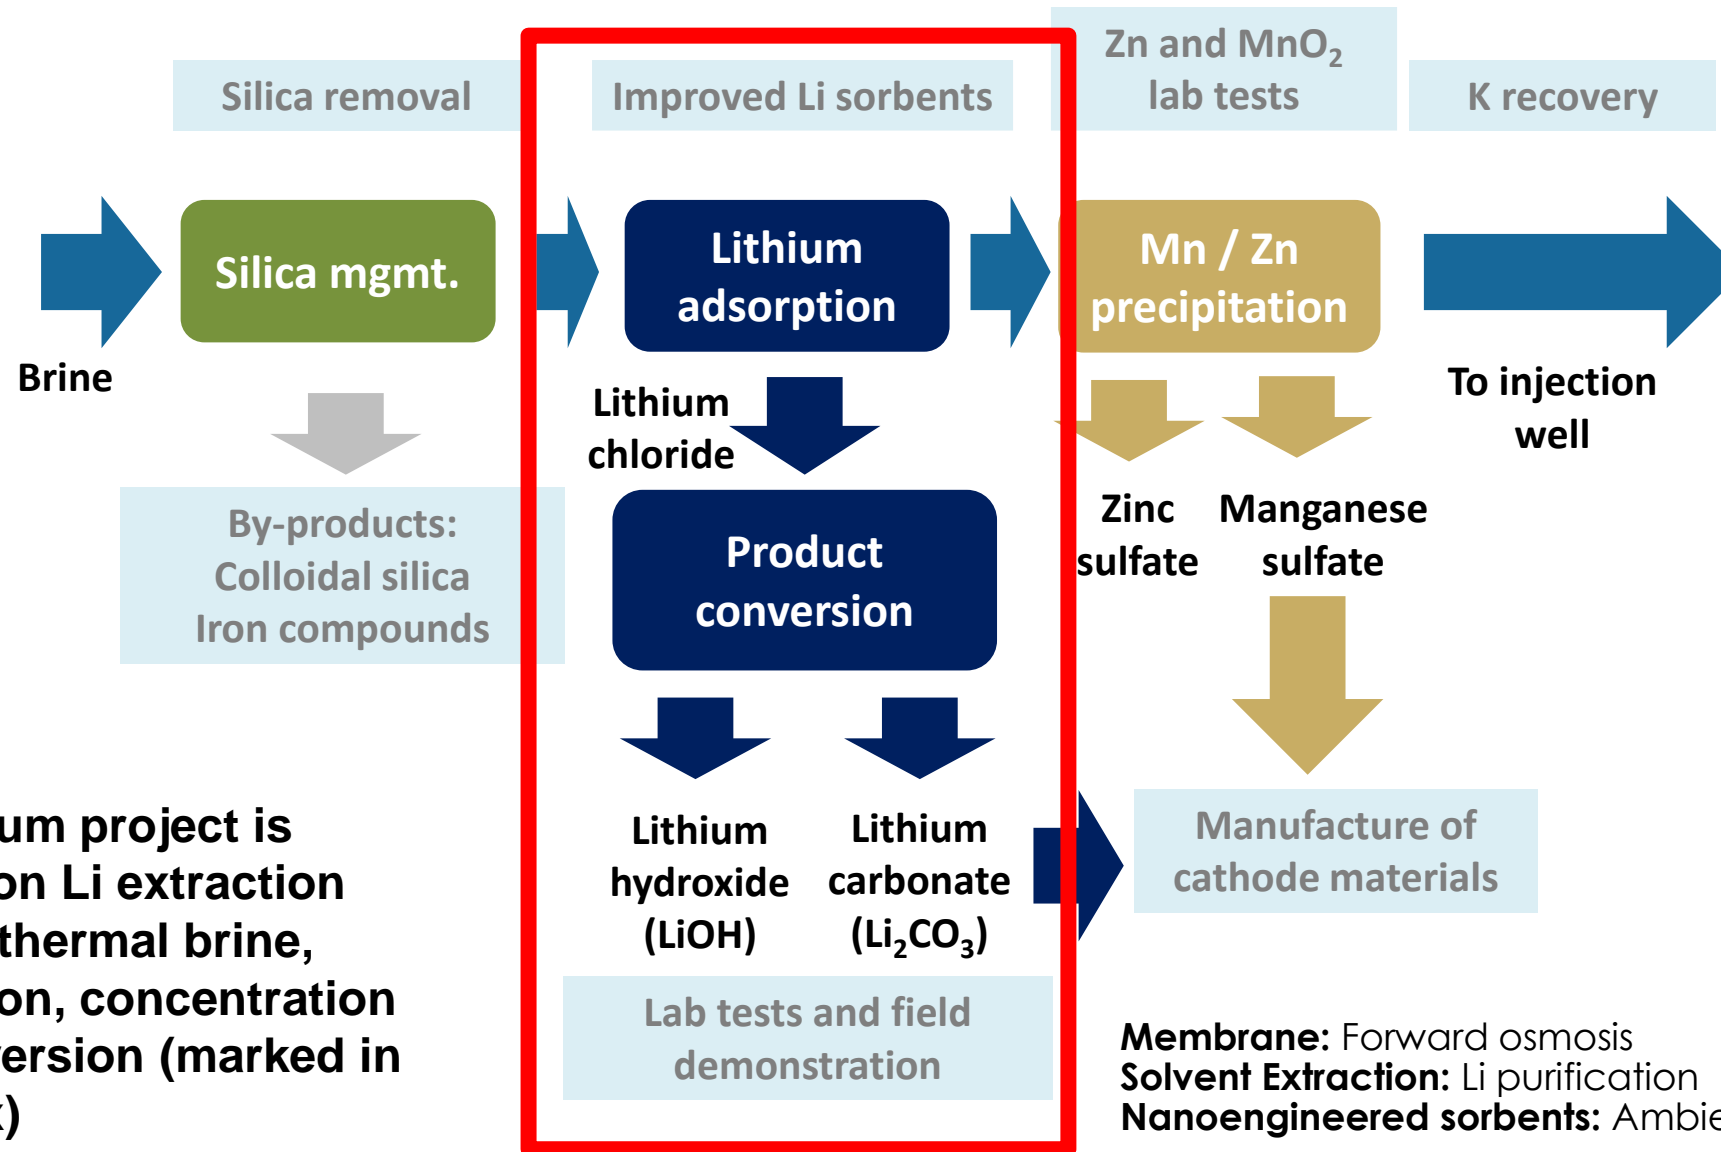 Silica removal
Improved Li sorbents
Zn and MnO₂
lab tests
K recovery
Silica mgmt.
Lithium
adsorption
Mn / Zn
precipitation
Brine
Lithium
chloride
To injection
well
By-products:
Colloidal silica
Iron compounds
Product
conversion
Zinc
sulfate
Manganese
sulfate
Lithium
hydroxide
(LiOH)
Lithium
carbonate
(Li₂CO₃)
Manufacture of
cathode materials
Lab tests and field
demonstration
um project is
on Li extraction
thermal brine,
on, concentration
version (marked in
x)
Membrane: Forward osmosis
Solvent Extraction: Li purification
Nanoengineered sorbents: Ambie